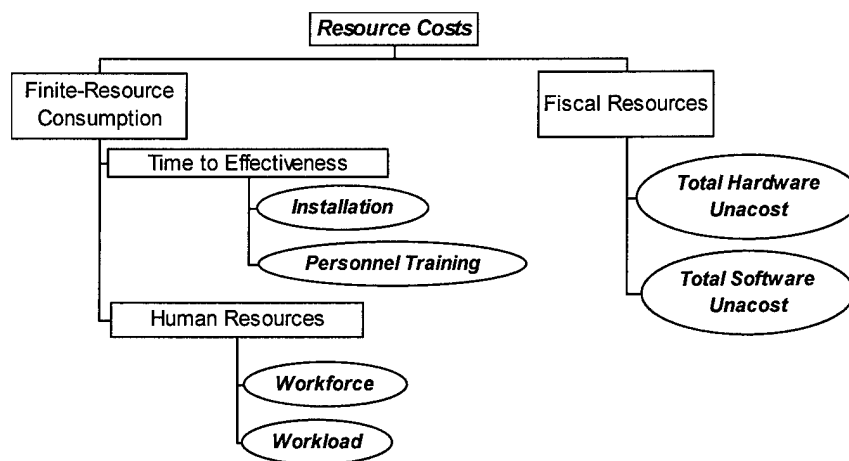 Resource Costs
Finite-Resource
Consumption
Fiscal Resources
Time to Effectiveness
Installation
Personnel Training
Human Resources
Workforce
Workload
Total Hardware
Unacost
Total Software
Unacost